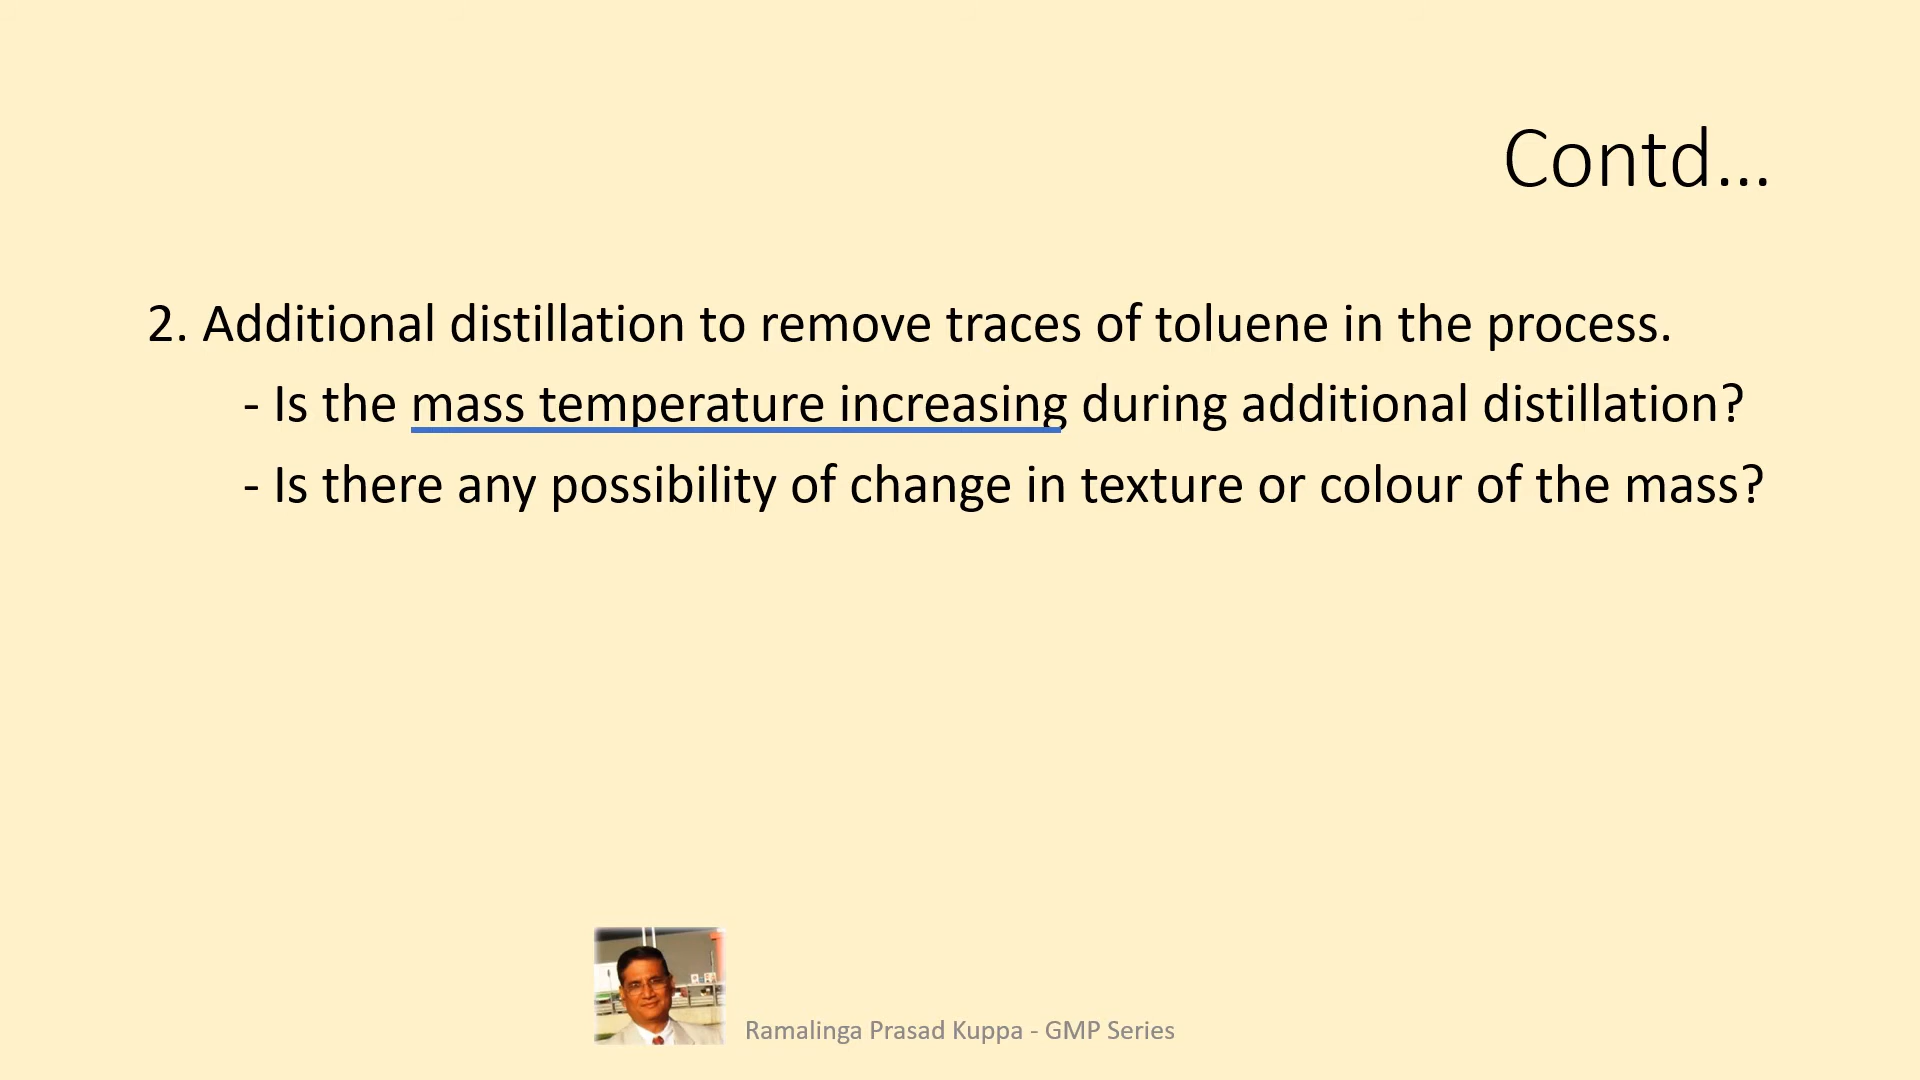 Contd...
2. Additional distillation to remove traces of toluene in the process.
- Is the mass temperature increasing during additional distillation?
- Is there any possibility of change in texture or colour of the mass?
Ramalinga Prasad Kuppa - GMP Series